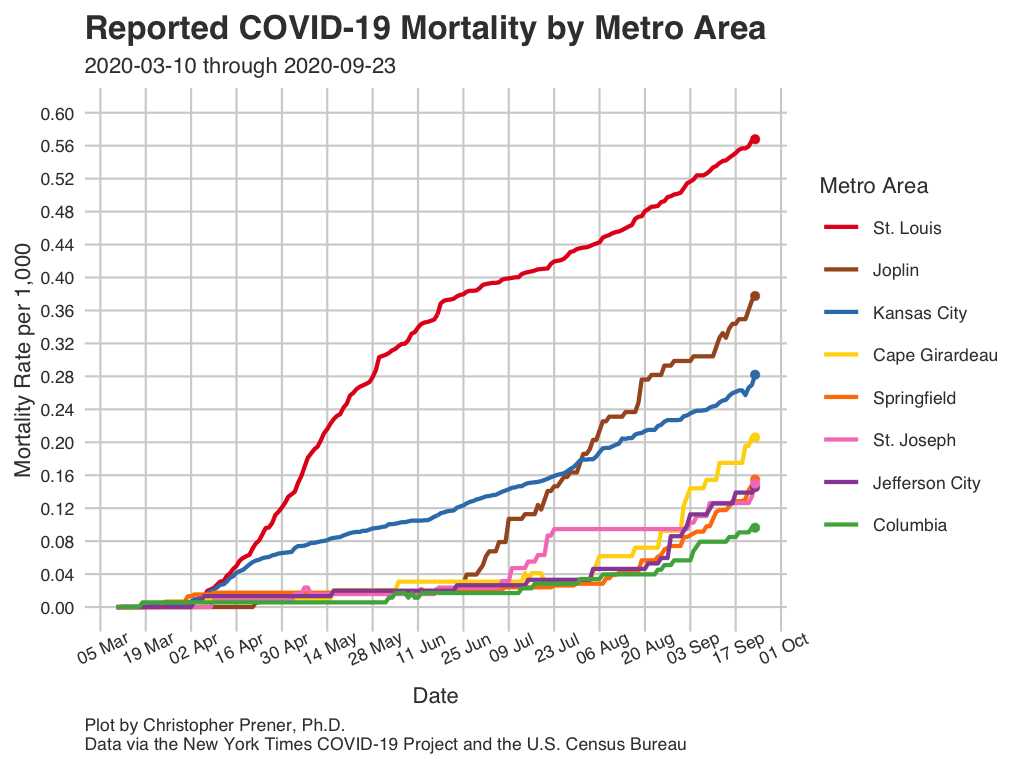 Reported COVID-19 Mortality by Metro Area
2020-03-10 through 2020-09-23
Mortality Rate per 1,000
0.60
0.56
0.52
0.48
0.44
0.40
0.36
0.32
0.28
0.24
0.20
0.16
0.12
0.08
0.04
0.00
05 Mar
19 Mar
02 Apr
16 Apr
30 Apr
14 May
28 May
11 Jun
25 Jun
09 Jul
23 Jul
06 Aug
20 Aug
03 Sep
17 Sep
01 Oct
Date
Metro Area
St. Louis
Joplin
Kansas City
Cape Girardeau
Springfield
St. Joseph
Jefferson City
Columbia
Plot by Christopher Prener, Ph.D.
Data via the New York Times COVID-19 Project and the U.S. Census Bureau